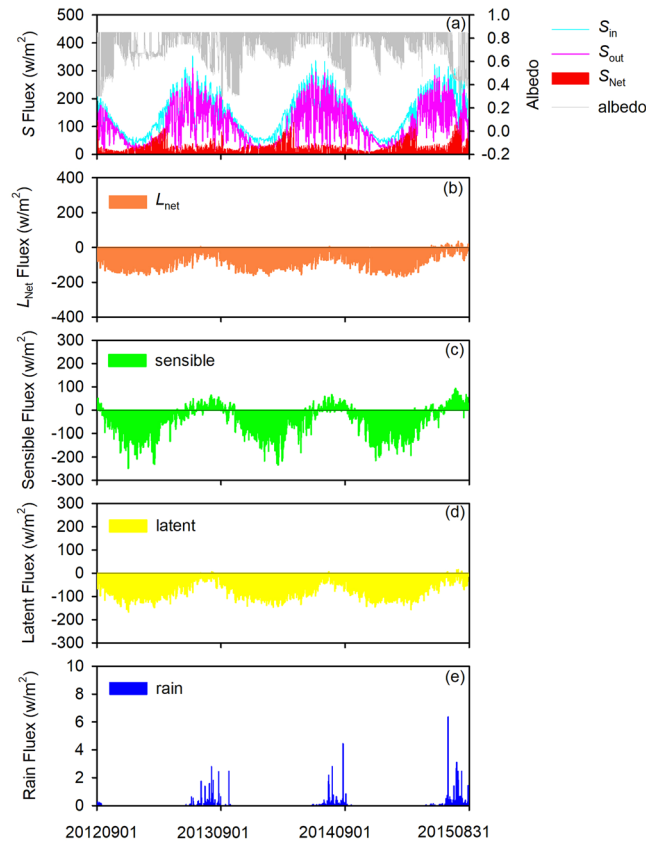 (a)
500
400
300
200
100
0
S Fluex (w/m²)
1.0
0.8
0.6
0.4
0.2
0.0
-0.2
Albedo
Sin
Sout
SNet
albedo
(b)
400
200
0
-200
-400
LNet Fluex (w/m²)
Lnet
(c)
300
200
100
0
-100
-200
-300
Sensible Fluex (w/m²)
sensible
(d)
300
200
100
0
-100
-200
-300
Latent Fluex (w/m²)
latent
(e)
10
8
6
4
2
0
Rain Fluex (w/m²)
rain
20120901 20130901 20140901 20150831